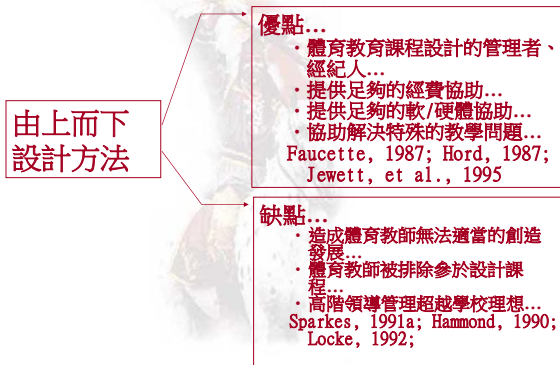 由上而下
設計方法
優點…
・體育教育課程設計的管理者、
經紀人…
・提供足夠的經費協助…
・提供足夠的軟/硬體協助…
・協助解決特殊的教學問題…
Faucette, 1987; Hord, 1987;
Jewett, et al., 1995
缺點…
・造成體育教師無法適當的創造
發展…
・體育教師被排除參於設計課
程…
・高階領導管理超越學校理想…
Sparkes, 1991a; Hammond, 1990;
Locke, 1992;